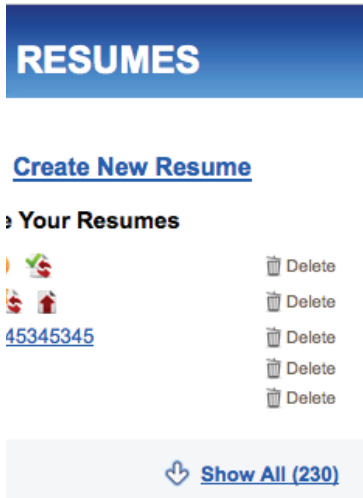 RESUMES
Create New Resume
e Your Resumes
Delete
Delete
45345345 Delete
Delete
Delete
Show All (230)